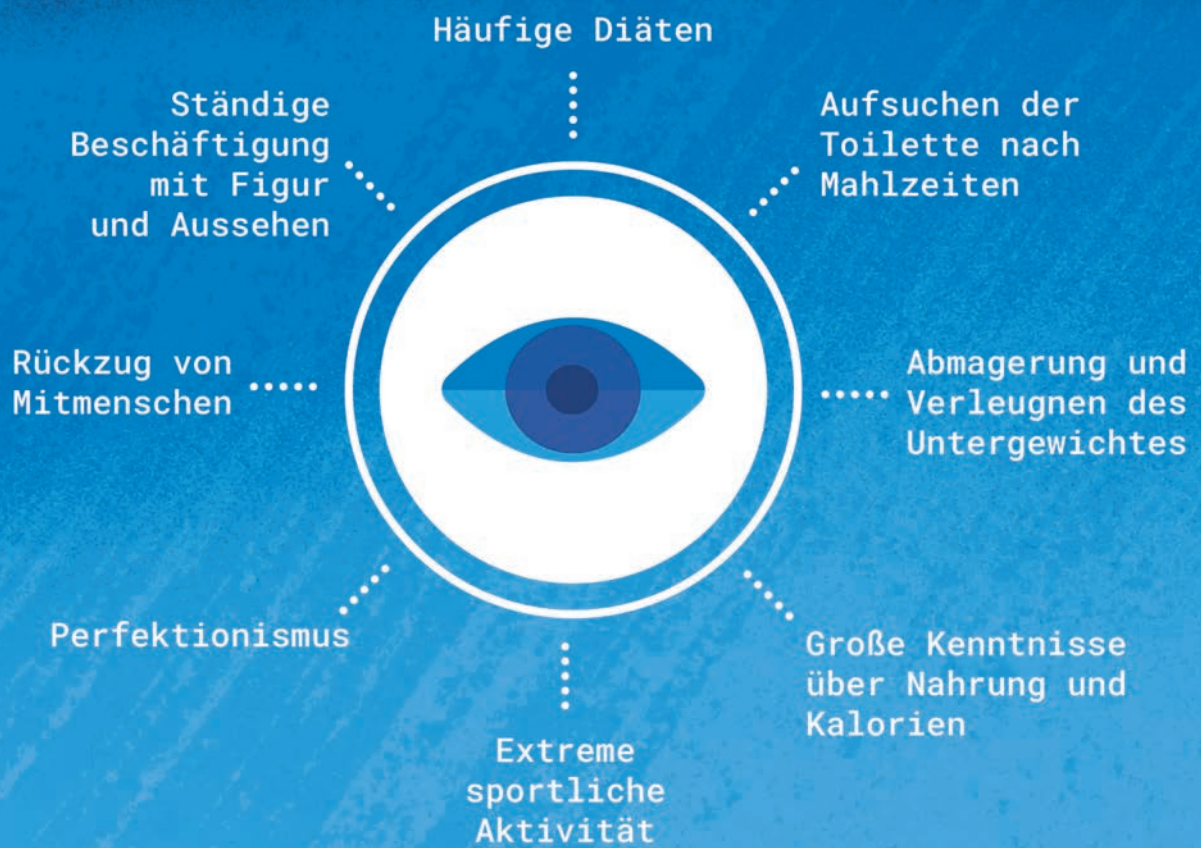 Häufige Diäten
Ständige
Beschäftigung
mit Figur
und Aussehen
Aufsuchen der
Toilette nach
Mahlzeiten
Rückzug von
Mitmenschen
Abmagerung und
Verleugnen des
Untergewichtes
Perfektionismus
Große Kenntnisse
über Nahrung und
Kalorien
Extreme
sportliche
Aktivität